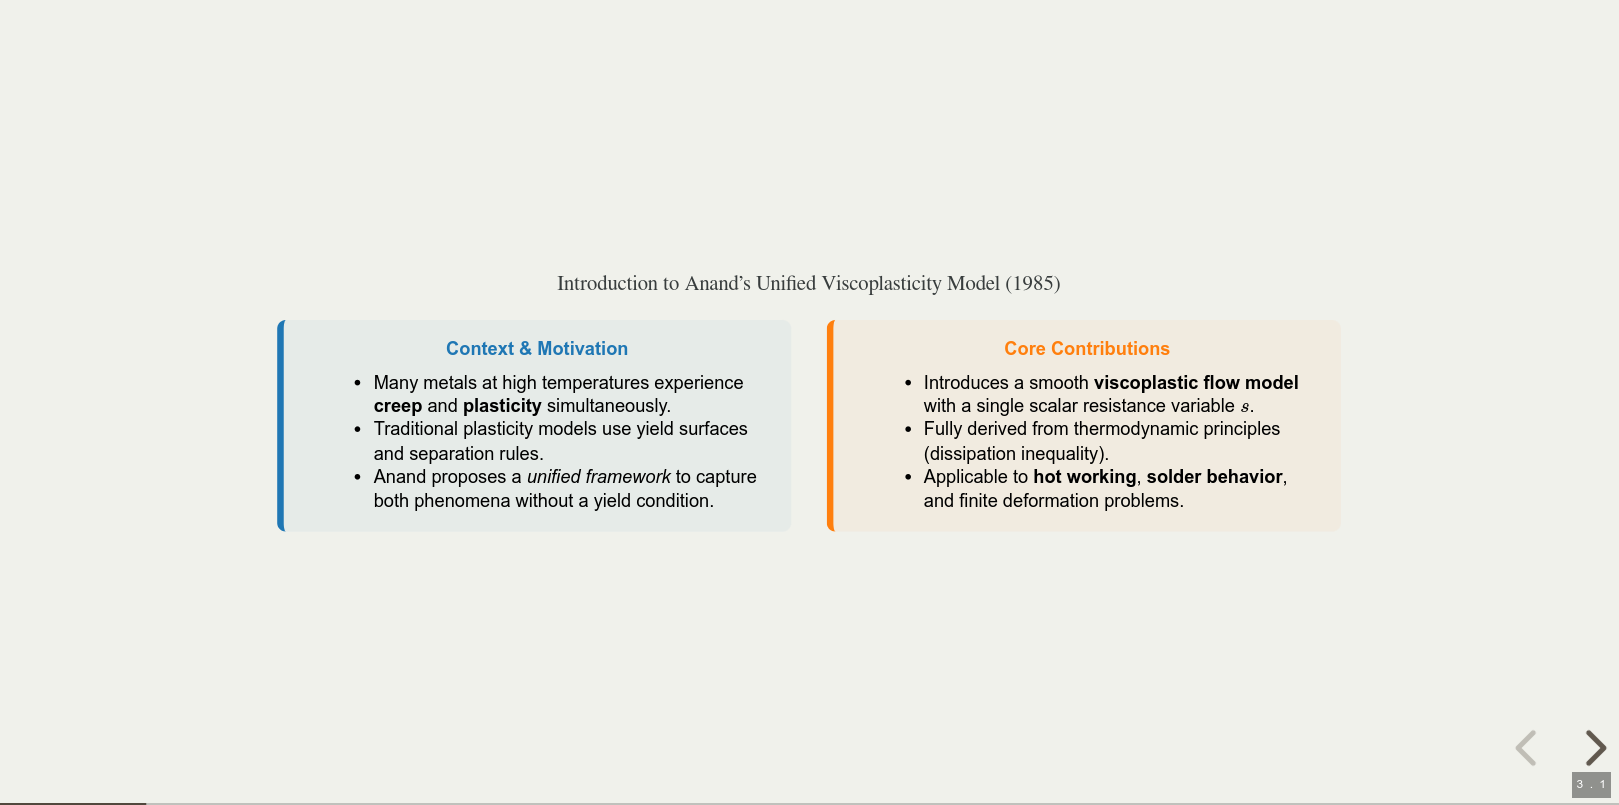 Introduction to Anand’s Unified Viscoplasticity Model (1985)
Context & Motivation
• Many metals at high temperatures experience
creep and plasticity simultaneously.
• Traditional plasticity models use yield surfaces
and separation rules.
• Anand proposes a unified framework to capture
both phenomena without a yield condition.
Core Contributions
• Introduces a smooth viscoplastic flow model
with a single scalar resistance variable s.
• Fully derived from thermodynamic principles
(dissipation inequality).
• Applicable to hot working, solder behavior,
and finite deformation problems.
3 . 1